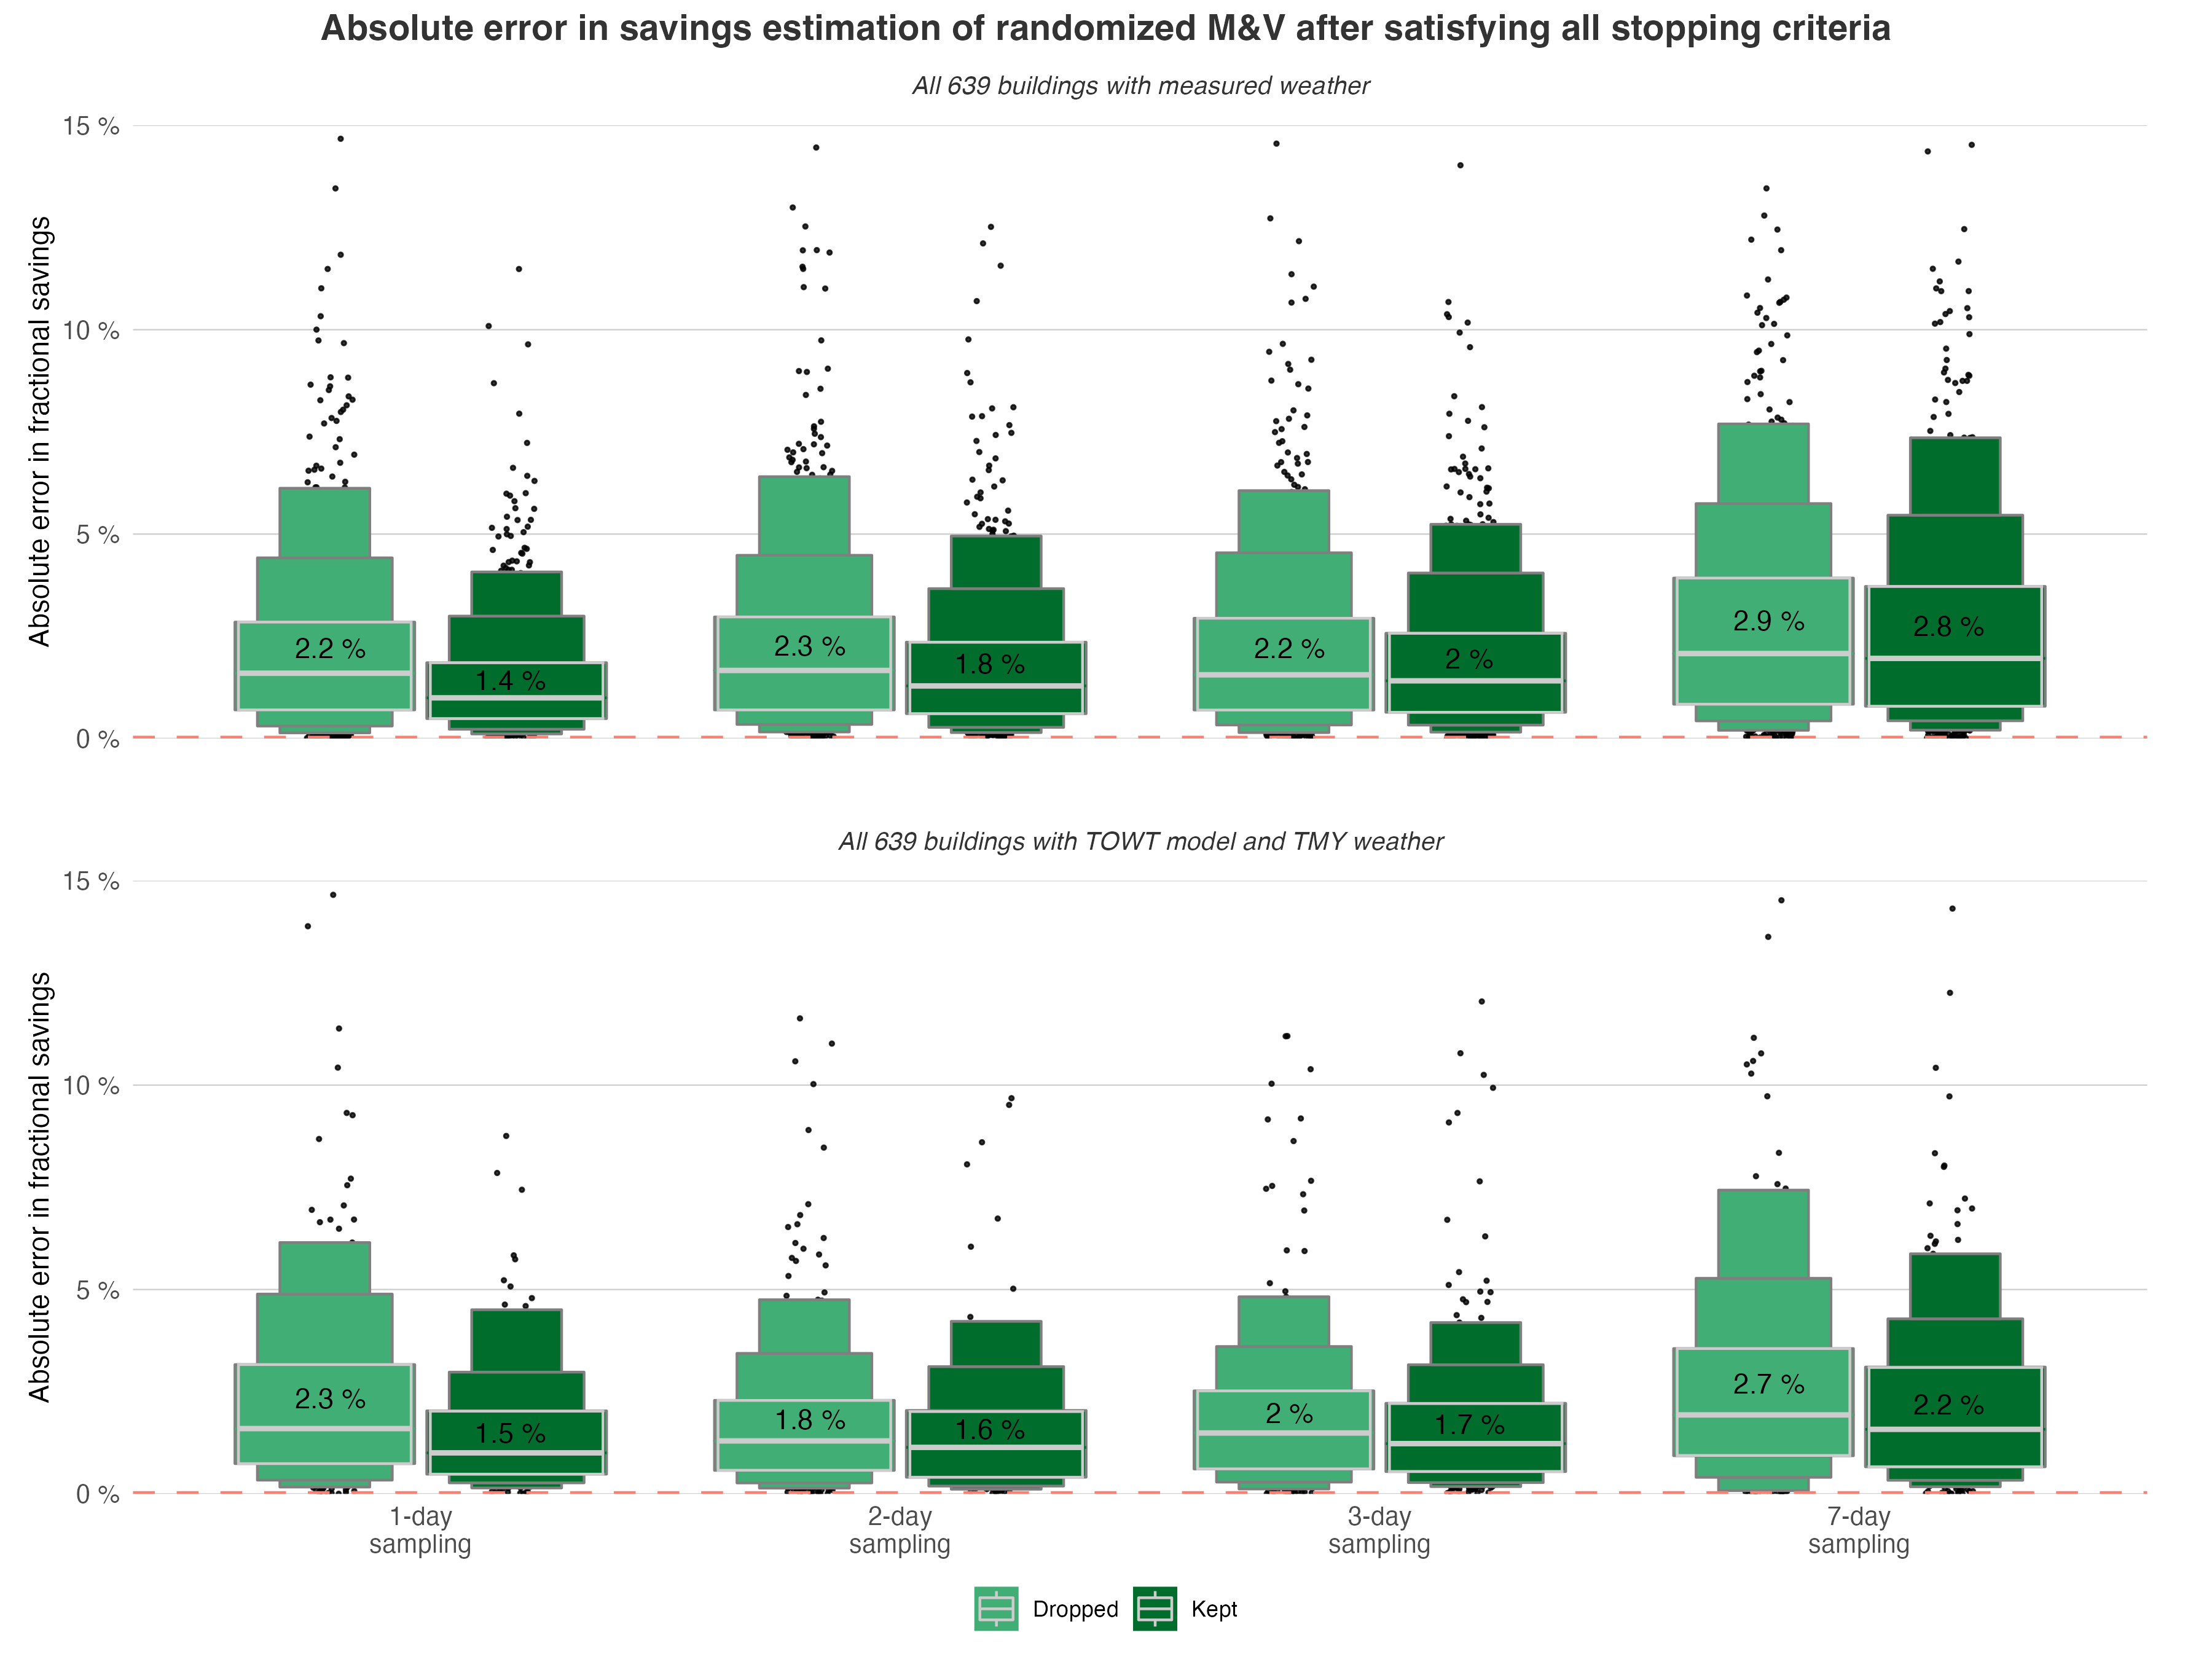 Absolute error in savings estimation of randomized M&V after satisfying all stopping criteria
All 639 buildings with measured weather
Absolute error in fractional savings
15 %
10 %
5 %
0 %
2.2 %
1.4 %
2.3 %
1.8 %
2.2 %
2 %
2.9 %
2.8 %
All 639 buildings with TOWT model and TMY weather
Absolute error in fractional savings
15 %
10 %
5 %
0 %
2.3 %
1.5 %
1.8 %
1.6 %
2 %
1.7 %
2.7 %
2.2 %
1-day
sampling
2-day
sampling
3-day
sampling
7-day
sampling
Dropped
Kept